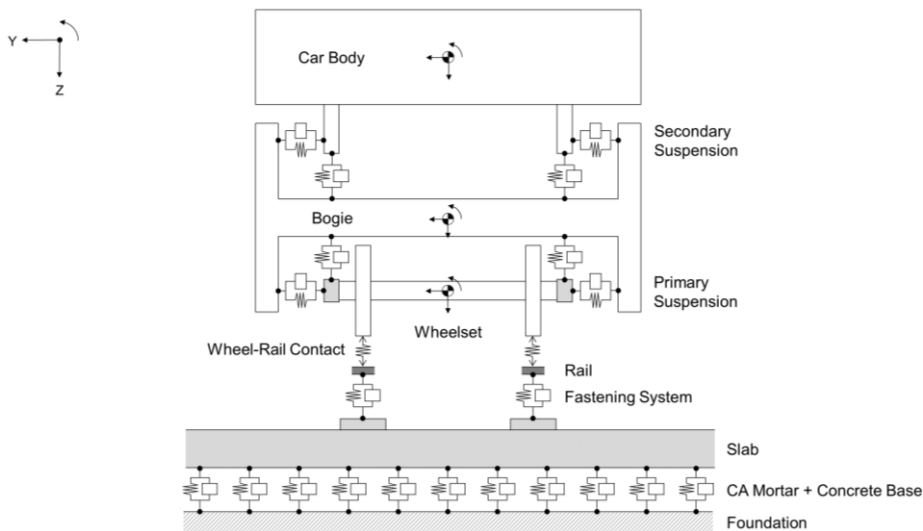 Y
Z
Car Body
Secondary
Suspension
Bogie
Primary
Suspension
Wheelset
Wheel-Rail Contact
Rail
Fastening System
Slab
CA Mortar + Concrete Base
Foundation